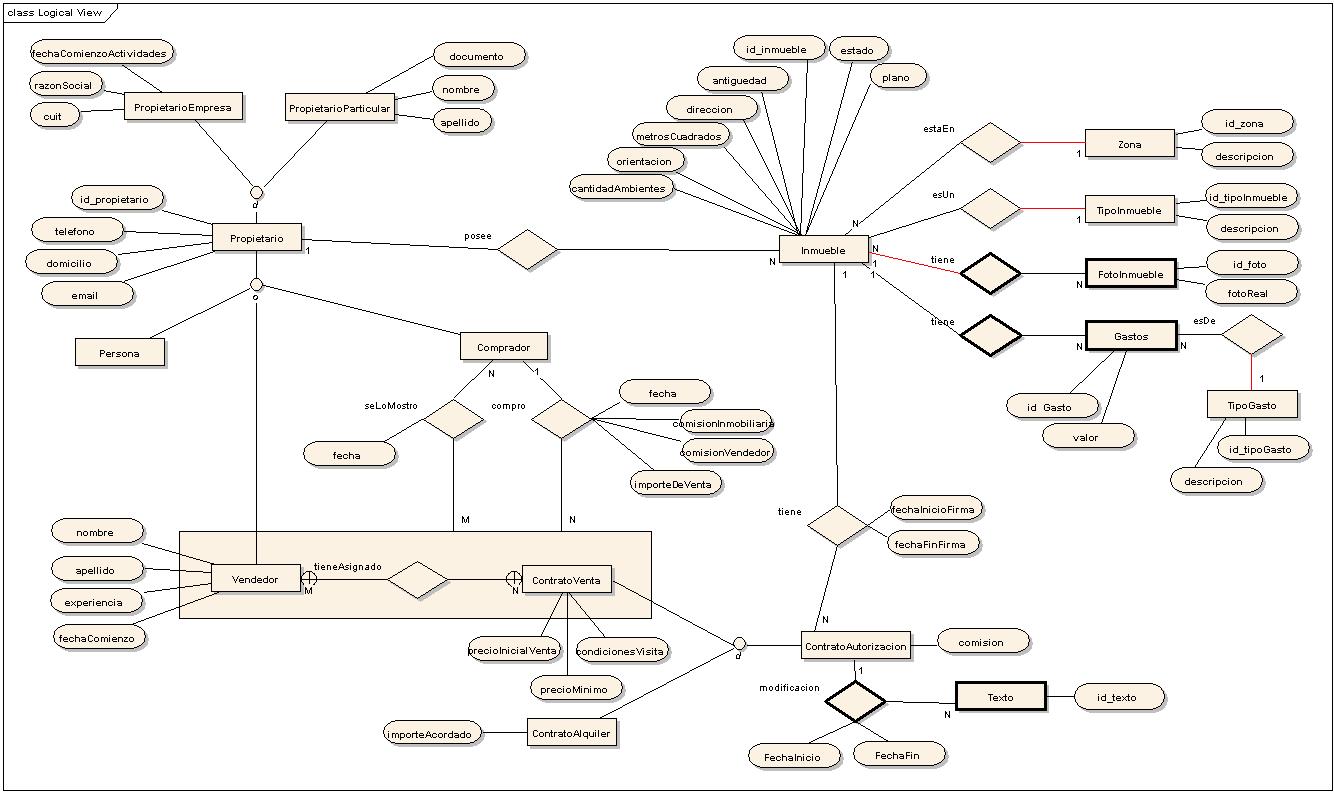 class Logical View
fechaComienzoActividades
razonSocial
cuit
PropietarioEmpresa
documento
nombre
apellido
PropietarioParticular
d
id_propietario
telefono
domicilio
email
Propietario
1
posee
N
o
Persona
Comprador
N
1
id_inmueble
estado
antiguedad
plano
direccion
metrosCuadrados
orientacion
cantidadAmbientes
Inmueble
N
N
1
1
1
estaEn
1
Zona
id_zona
descripcion
esUn
1
TipoInmueble
id_tipoInmueble
descripcion
tiene
N
FotoInmueble
id_foto
fotoReal
tiene
N
Gastos
N
esDe
id_Gasto
valor
1
TipoGasto
id_tipoGasto
descripcion
seLoMostro
fecha
M
compro
fecha
comisionInmobiliaria
comisionVendedor
importeDeVenta
N
nombre
apellido
experiencia
fechaComienzo
Vendedor
M
tieneAsignado
N
ContratoVenta
precioInicialVenta
condicionesVisita
precioMinimo
tiene
fechaInicioFirma
fechaFinFirma
N
d
ContratoAutorizacion
comision
1
modificacion
N
Texto
id_texto
FechaInicio
FechaFin
importeAcordado
ContratoAlquiler